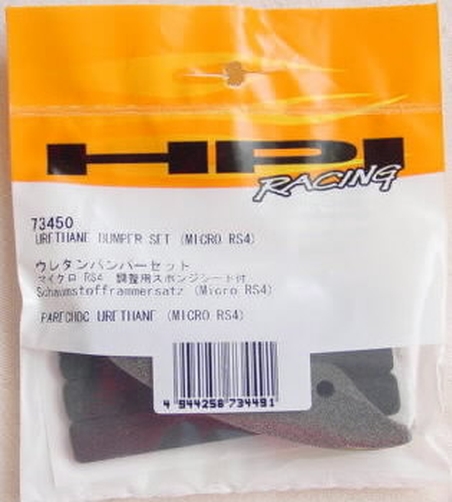 HPI
RACING
73450
URETHANE BUMPER SET (MICRO RS4)
ウレタンバンパーセット
マイクロ RS4 調整用スポンジシート付
Schaumstofframmersatz (Micro RS4)
PARECHOC URETHANE (MICRO RS4)
4 944258 734491